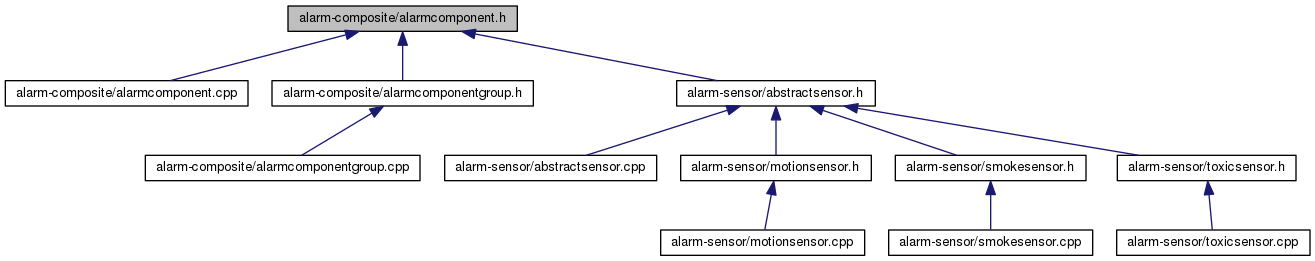 alarm-composite/alarmcomponent.h
alarm-composite/alarmcomponent.cpp
alarm-composite/alarmcomponentgroup.h
alarm-sensor/abstractsensor.h
alarm-composite/alarmcomponentgroup.cpp
alarm-sensor/abstractsensor.cpp
alarm-sensor/motionsensor.h
alarm-sensor/smokesensor.h
alarm-sensor/toxicsensor.h
alarm-sensor/motionsensor.cpp
alarm-sensor/smokesensor.cpp
alarm-sensor/toxicsensor.cpp